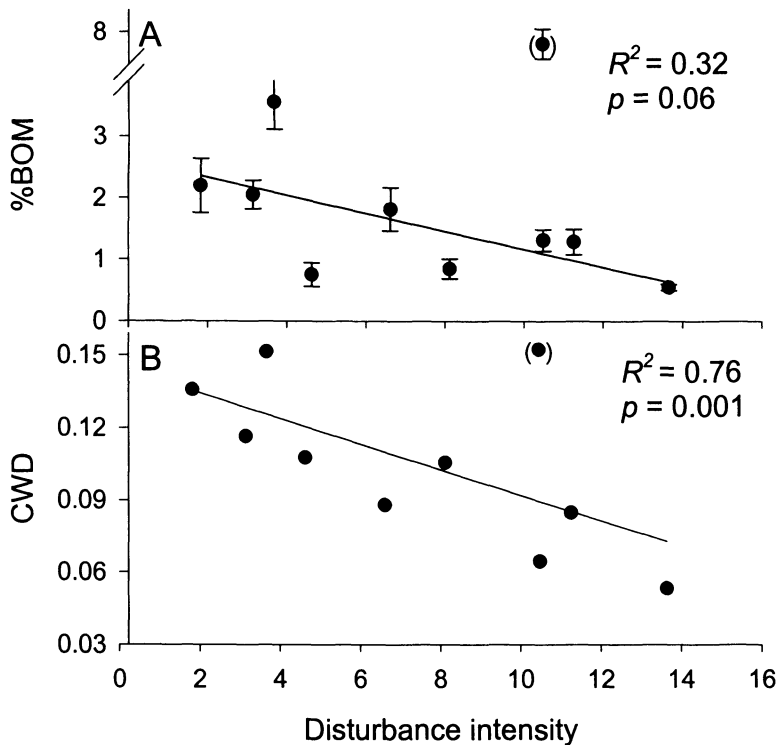 8
A
R² = 0.32
p = 0.06
%BOM
3
2
1
0
B
R² = 0.76
p = 0.001
CWD
0.15
0.12
0.09
0.06
0.03
0 2 4 6 8 10 12 14 16
Disturbance intensity